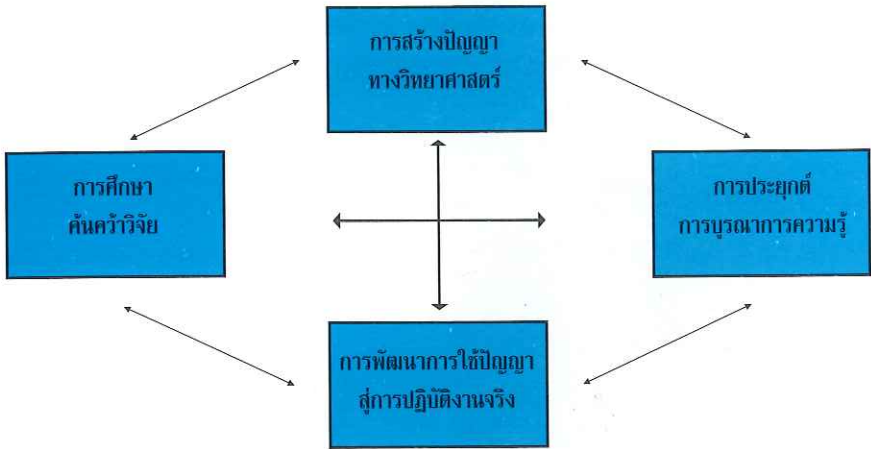 การสร้างปัญญา
ทางวิทยาศาสตร์
การศึกษา
ค้นคว้าวิจัย
การประยุกต์
การบูรณาการความรู้
การพัฒนาการใช้ปัญญา
สู่การปฏิบัติงานจริง